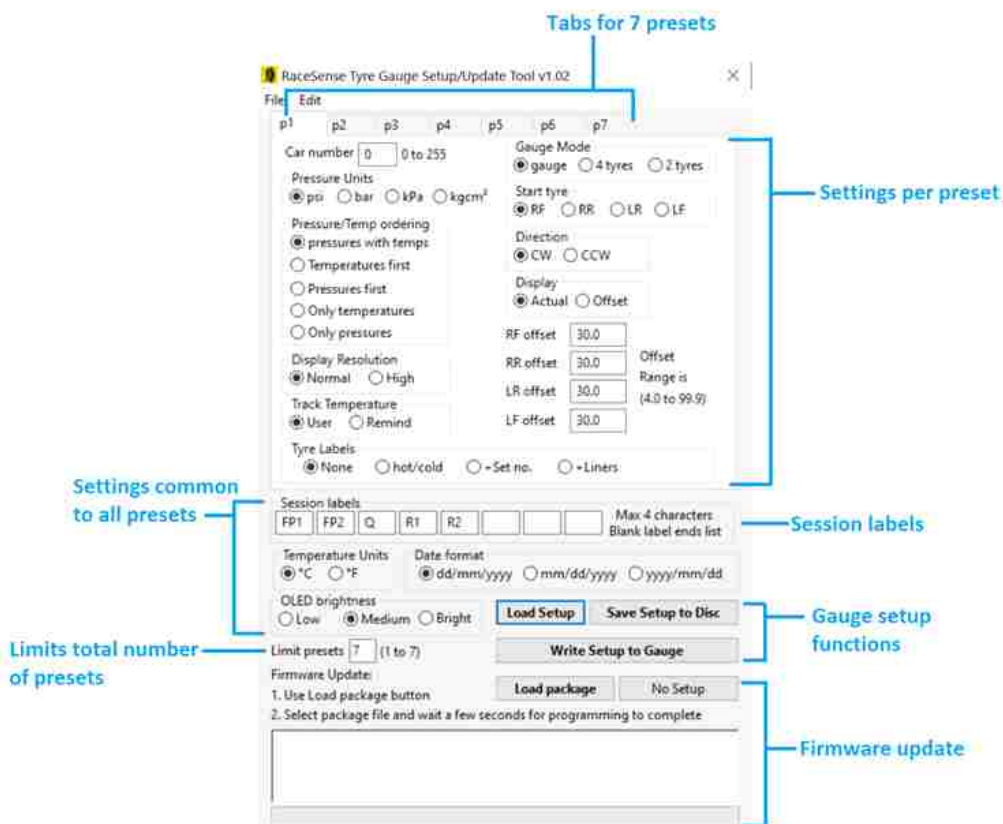 Tabs for 7 presets
RaceSense Tyre Gauge Setup/Update Tool v1.02
File Edit
p1 p2 p3 p4 p5 p6 p7
Car number 0 0 to 255
Gauge Mode
gauge 4 tyres 2 tyres
Pressure Units
psi bar kPa kgcm²
Start tyre
RF RR LR LF
Settings per preset
Pressure/Temp ordering
pressures with temps
Temperatures first
Pressures first
Only temperatures
Only pressures
Direction
CW CCW
Display
Actual Offset
RF offset 30.0
RR offset 30.0
LR offset 30.0
LF offset 30.0
Offset
Range is
(4.0 to 99.9)
Display Resolution
Normal High
Track Temperature
User Remind
Tyre Labels
None hot/cold +Set no. +Liners
Settings common
to all presets
Session labels
FP1 FP2 Q R1 R2
Max 4 characters
Blank label ends list
Session labels
Temperature Units
°C °F
Date format
dd/mm/yyyy mm/dd/yyyy yyyy/mm/dd
OLED brightness
Low Medium Bright
Load Setup Save Setup to Disc
Write Setup to Gauge
Gauge setup
functions
Limits total number
of presets
Limit presets 7 (1 to 7)
Firmware Update:
1. Use Load package button
Load package No Setup
2. Select package file and wait a few seconds for programming to complete
Firmware update